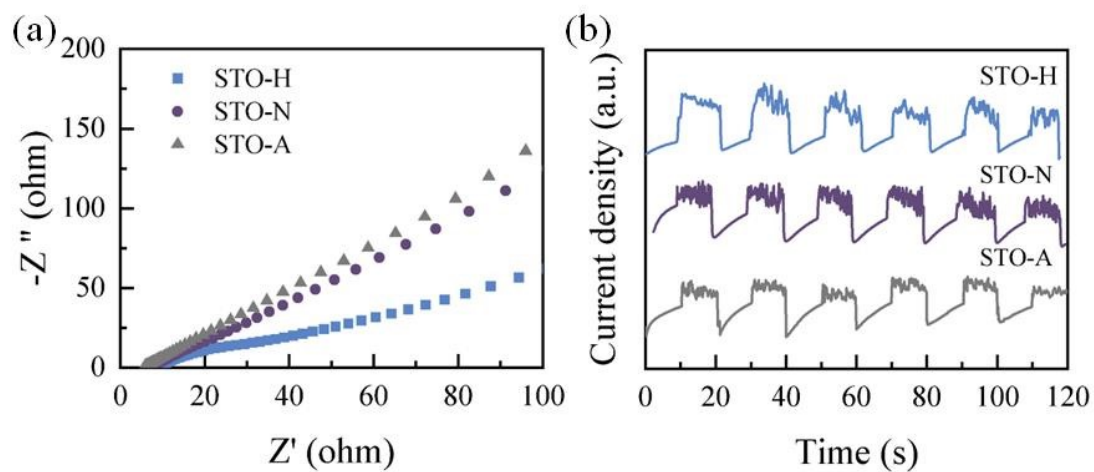 (a)
200
150
100
50
0
-Z " (ohm)
STO-H
STO-N
STO-A
0 20 40 60 80 100
Z' (ohm)
(b)
Current density (a.u.)
STO-H
STO-N
STO-A
0 20 40 60 80 100 120
Time (s)